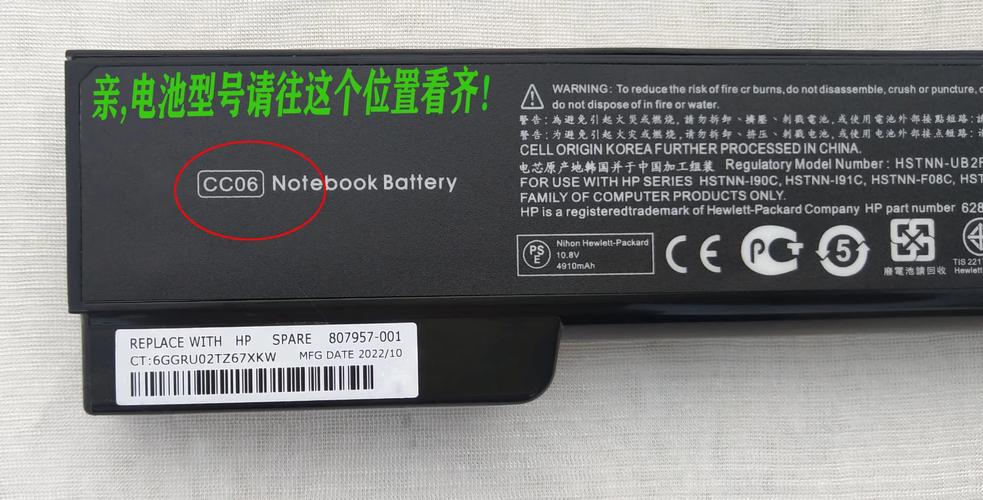 亲,电池型号请往这个位置看齐!
CC06 Notebook Battery
WARNING: To reduce the risk of fire or burns, do not disassemble, crush or puncture,
do not dispose of in fire or water.
警告:為避免引起火災或燃燒,請勿拆卸、擠壓、刺戳電池,或使用電池外部接點短路:
警告:为避免引起火灾或燃烧,请勿拆卸、挤压、刺戳电池,或使用电池外部接点短路:
CELL ORIGIN KOREA FURTHER PROCESSED IN CHINA.
电芯原产地韩国并于中国加工组装 Regulatory Model Number : HSTNN-UB2F
FOR USE WITH HP SERIES HSTNN-I90C, HSTNN-I91C, HSTNN-F08C, HST
FAMILY OF COMPUTER PRODUCTS ONLY.
HP is a registeredtrademark of Hewlett-Packard Company HP part number 628
PS
E
Nihon Hewlett-Packard
10.8V
4910mAh
CE
PC
5
廢電池請回收
TIS 221
Hewlett
REPLACE WITH HP SPARE 807957-001
CT:6GGRU02TZ67XKW MFG DATE 2022/10